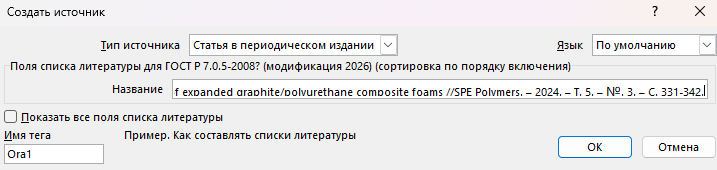 Создать источник
? ×
Тип источника Статья в периодическом издании Язык По умолчанию
Поля списка литературы для ГОСТ Р 7.0.5-2008? (модификация 2026) (сортировка по порядку включения)
Название f expanded graphite/polyurethane composite foams //SPE Polymers. – 2024. – Т. 5. – №. 3. – С. 331-342.
Показать все поля списка литературы
Имя тега Пример. Как составлять списки литературы
Ora1 ОК Отмена